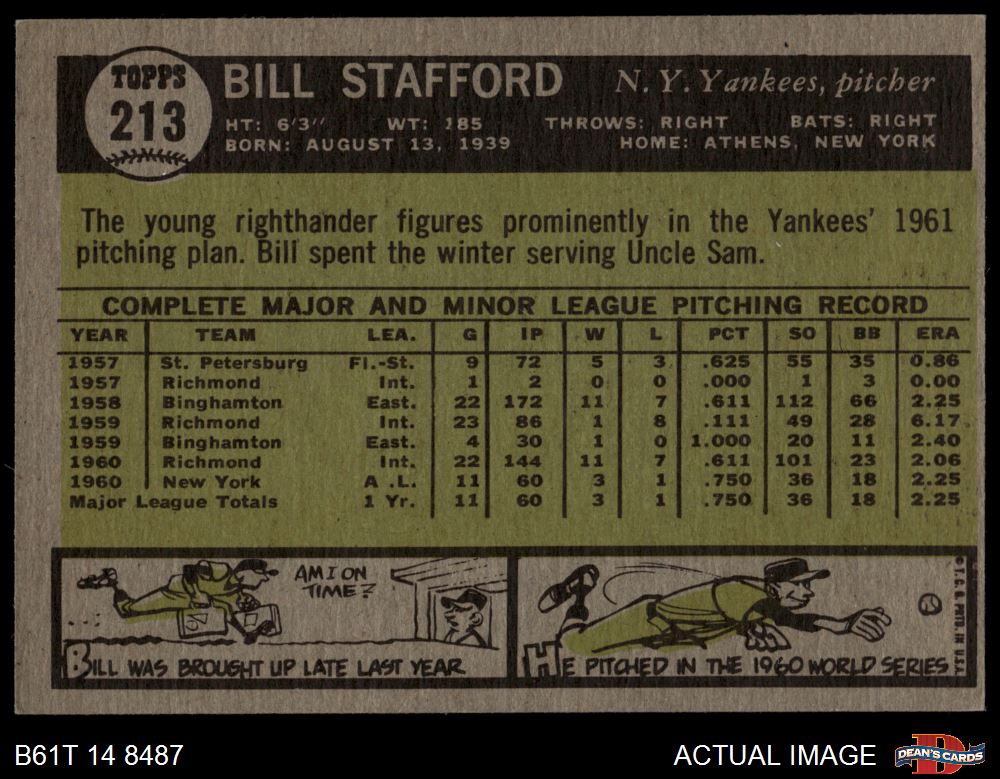 TOPPS
213
BILL STAFFORD
N. Y. Yankees, pitcher
HT: 6'3" WT: 185 THROWS: RIGHT BATS: RIGHT
BORN: AUGUST 13, 1939 HOME: ATHENS, NEW YORK
The young righthander figures prominently in the Yankees' 1961
pitching plan. Bill spent the winter serving Uncle Sam.
COMPLETE MAJOR AND MINOR LEAGUE PITCHING RECORD
YEAR TEAM LEA. G IP W L PCT SO BB ERA
1957 St. Petersburg Fl.-St. 9 72 5 3 .625 55 35 0.86
1957 Richmond Int. 1 2 0 0 .000 1 3 0.00
1958 Binghamton East. 22 172 11 7 .611 112 66 2.25
1959 Richmond Int. 23 86 1 8 .111 49 28 6.17
1959 Binghamton East. 4 30 1 0 1.000 20 11 2.40
1960 Richmond Int. 22 144 11 7 .611 101 23 2.06
1960 New York A.L. 11 60 3 1 .750 36 18 2.25
Major League Totals 1 Yr. 11 60 3 1 .750 36 18 2.25
AM I ON
TIME?
BILL WAS BROUGHT UP LATE LAST YEAR
HE PITCHED IN THE 1960 WORLD SERIES
© T.C.G. PRTD. IN U.S.A.
B61T 14 8487
ACTUAL IMAGE
DEAN'S CARDS